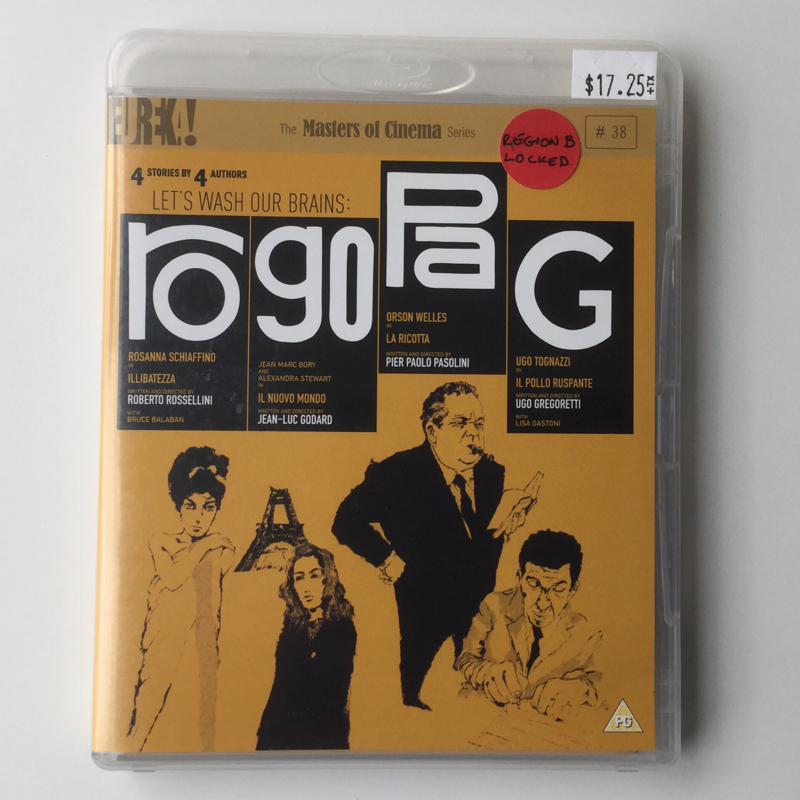 $17.25+TX
EUREKA!
The Masters of Cinema Series
REGION B
LOCKED
# 38
4 STORIES BY 4 AUTHORS
LET'S WASH OUR BRAINS:
rogoPaG
ROSANNA SCHIAFFINO
IN
ILLIBATEZZA
WRITTEN AND DIRECTED BY
ROBERTO ROSSELLINI
WITH
BRUCE BALABAN
JEAN MARC BORY
AND
ALEXANDRA STEWART
IN
IL NUOVO MONDO
WRITTEN AND DIRECTED BY
JEAN-LUC GODARD
ORSON WELLES
IN
LA RICOTTA
WRITTEN AND DIRECTED BY
PIER PAOLO PASOLINI
UGO TOGNAZZI
IN
IL POLLO RUSPANTE
WRITTEN AND DIRECTED BY
UGO GREGORETTI
WITH
LISA GASTONI
PG